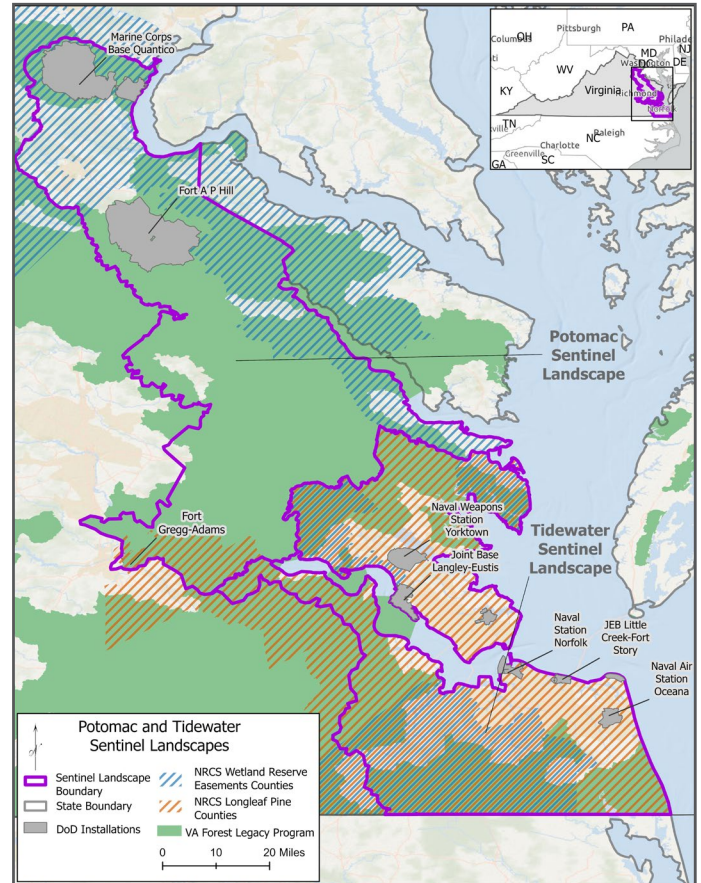 Marine Corps
Base Quantico
Fort A P Hill
Potomac
Sentinel
Landscape
Fort
Gregg-Adams
Naval Weapons
Station
Yorktown
Joint Base
Langley-Eustis
Tidewater
Sentinel
Landscape
Naval
Station
Norfolk
JEB Little
Creek-Fort
Story
Naval Air
Station
Oceana
Pittsburgh
PA
OH
MD
NJ
DE
WV
KY
Virginia
TN
NC
Raleigh
Charlotte
Greenville
SC
GA
Potomac and Tidewater
Sentinel Landscapes
Sentinel Landscape
Boundary
State Boundary
DoD Installations
NRCS Wetland Reserve
Easements Counties
NRCS Longleaf Pine
Counties
VA Forest Legacy Program
0 10 20 Miles